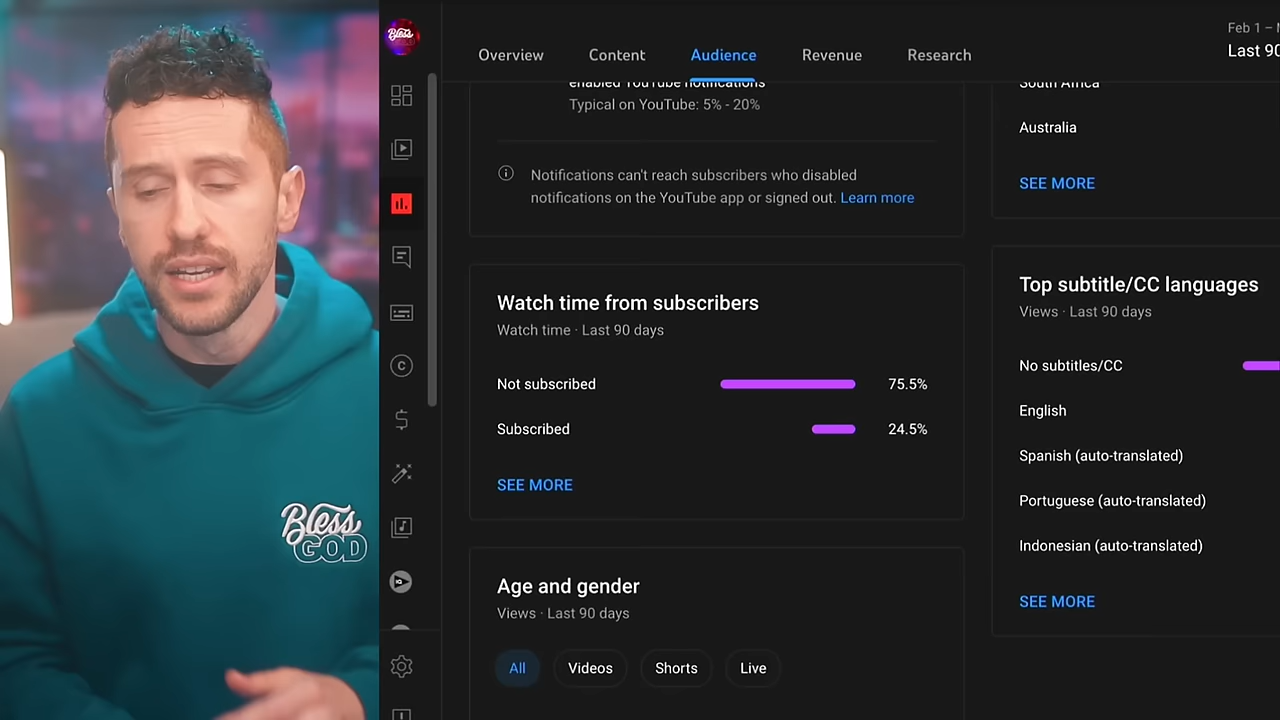 Bless
Overview
Content
Audience
Revenue
Research
Feb 1 –
Last 90
enabled YouTube notifications
Typical on YouTube: 5% - 20%
Notifications can't reach subscribers who disabled
notifications on the YouTube app or signed out. Learn more
South Africa
Australia
SEE MORE
Watch time from subscribers
Watch time · Last 90 days
Not subscribed 75.5%
Subscribed 24.5%
SEE MORE
Top subtitle/CC languages
Views · Last 90 days
No subtitles/CC
English
Spanish (auto-translated)
Portuguese (auto-translated)
Indonesian (auto-translated)
SEE MORE
Age and gender
Views · Last 90 days
All
Videos
Shorts
Live
Bless
GOD